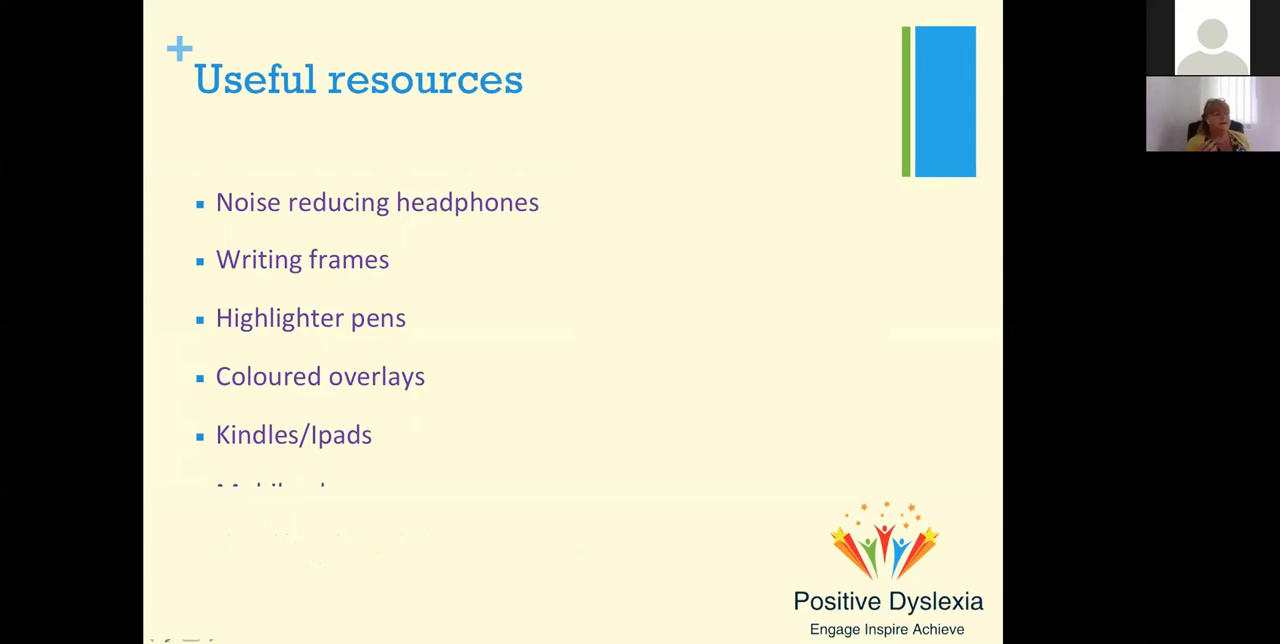 Useful resources
Noise reducing headphones
Writing frames
Highlighter pens
Coloured overlays
Kindles/Ipads
Positive Dyslexia
Engage Inspire Achieve